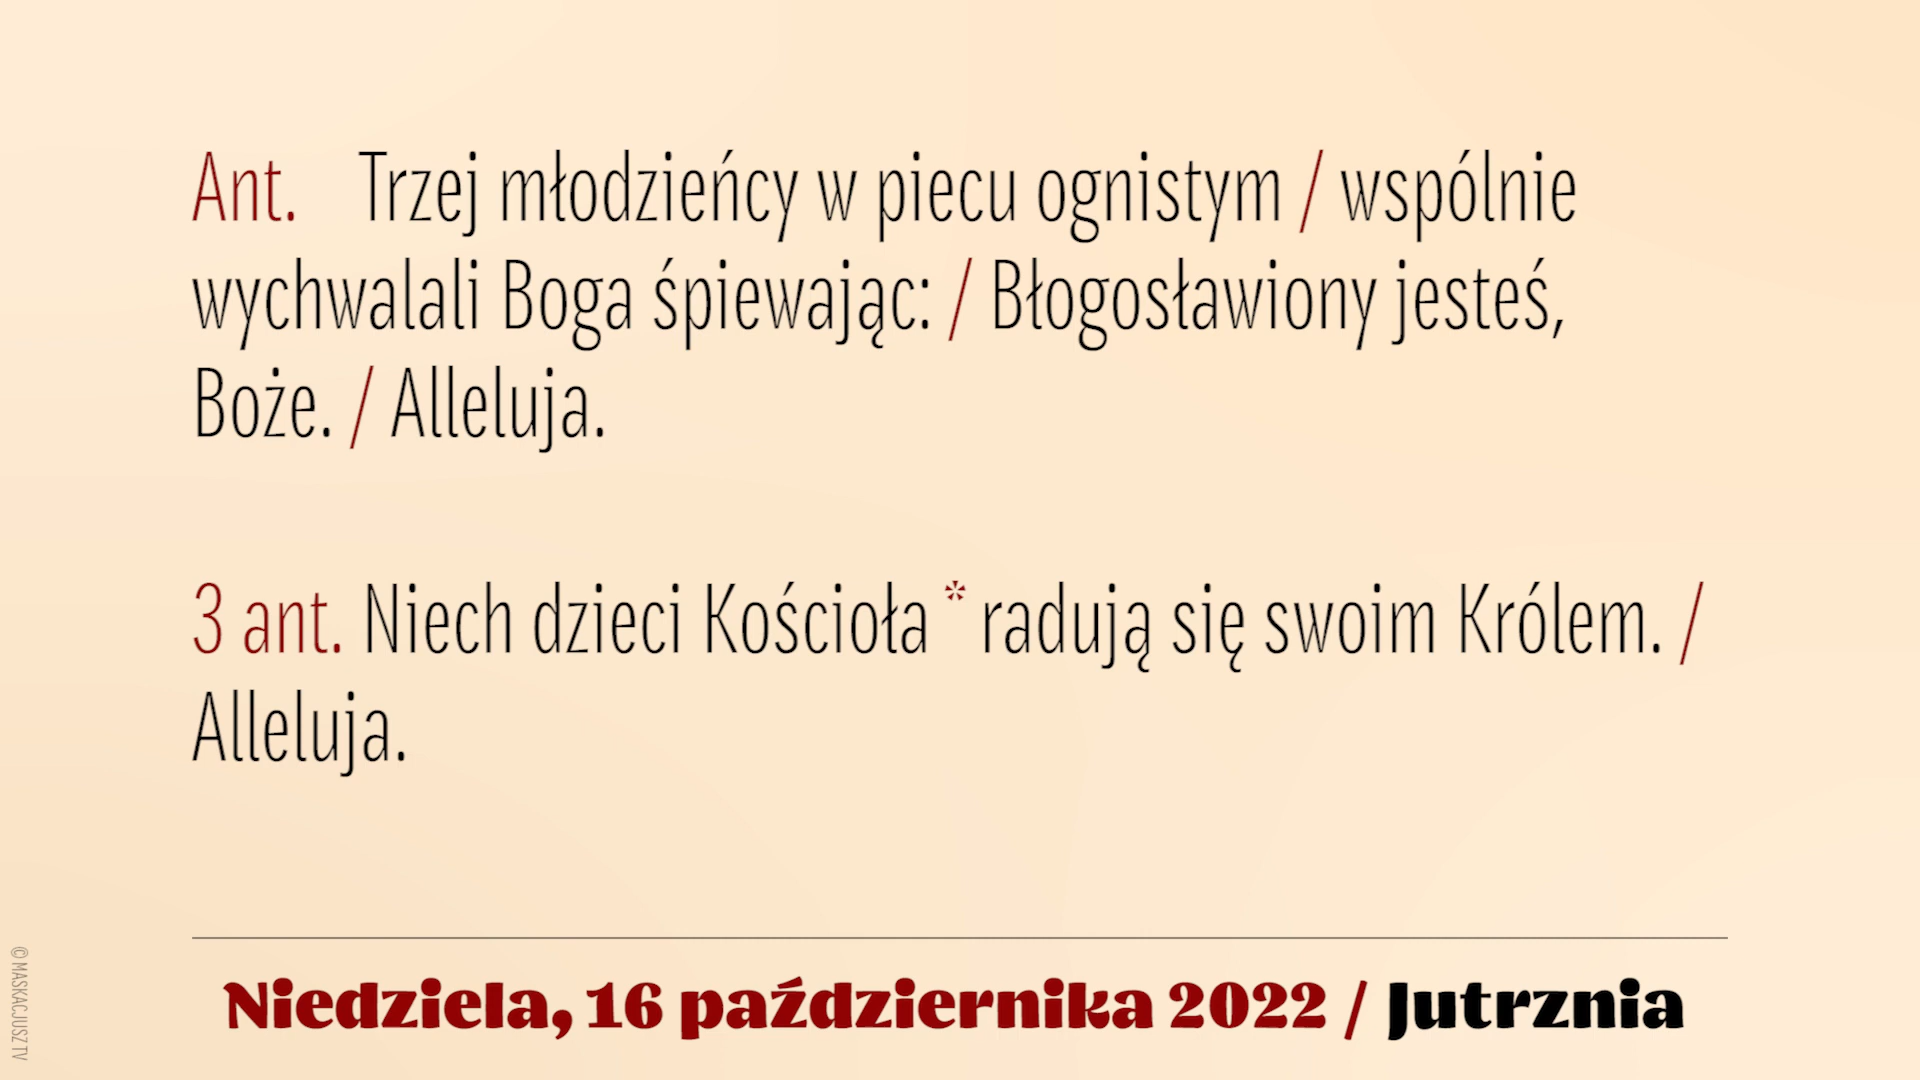 Ant. Trzej młodzieńcy w piecu ognistym / wspólnie
wychwalali Boga śpiewając: / Błogosławiony jesteś,
Boże. / Alleluja.
3 ant. Niech dzieci Kościoła * radują się swoim Królem. /
Alleluja.
Niedziela, 16 października 2022 / Jutrznia
© MASKACJUSZ TV